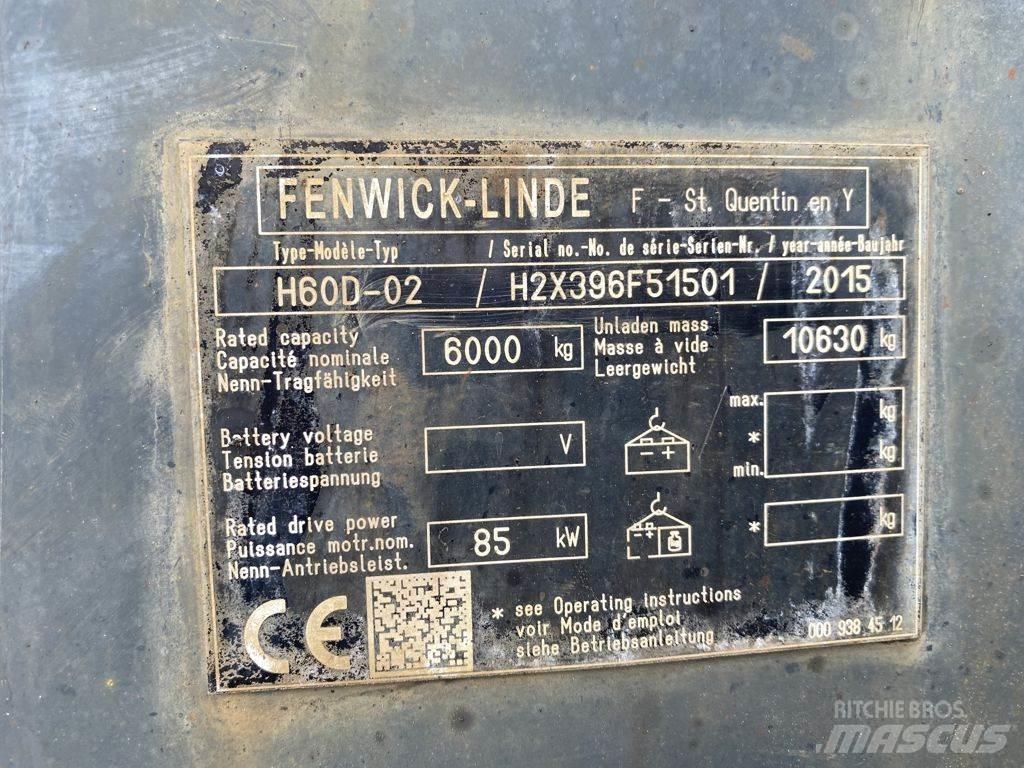 FENWICK-LINDE F - St. Quentin en Y
Type-Modèle-Typ / Serial no.-No. de série-Serien-Nr. / year-année-Baujahr
H60D-02 / H2X396F51501 / 2015
Rated capacity
Capacité nominale
Nenn-Tragfähigkeit
6000 kg
Unladen mass
Masse à vide
Leergewicht
10630 kg
Battery voltage
Tension batterie
Batteriespannung
V
- +
max. kg
* kg
min.
Rated drive power
Puissance motr.nom.
Nenn-Antriebsleist.
85 kW
- +
* kg
CE
* see Operating instructions
voir Mode d'emploi
siehe Betriebsanleitung
000 938 45 12
RITCHIE BROS.
MASCUS